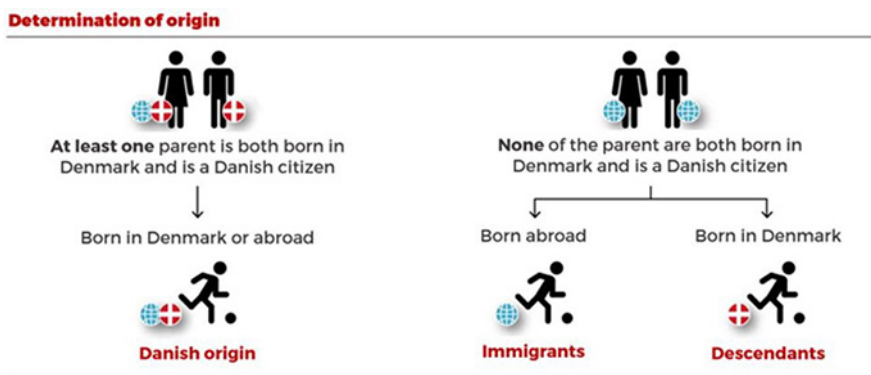 Determination of origin
At least one parent is both born in
Denmark and is a Danish citizen
Born in Denmark or abroad
Danish origin
None of the parent are both born in
Denmark and is a Danish citizen
Born abroad
Born in Denmark
Immigrants
Descendants